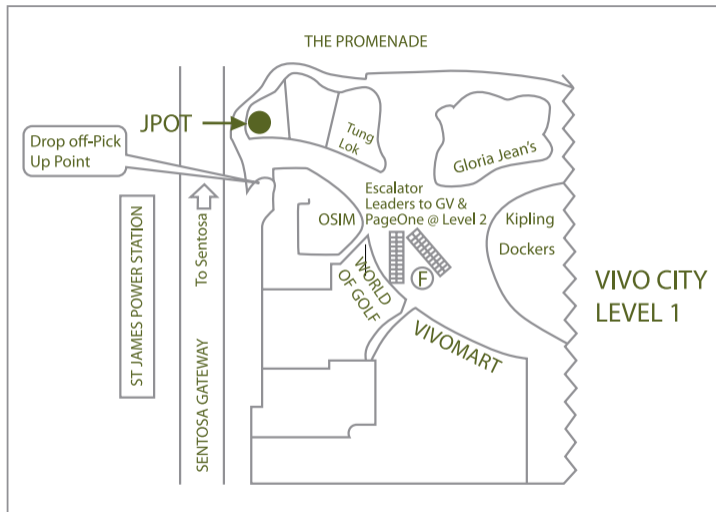 THE PROMENADE
JPOT
Tung
Lok
Drop off-Pick
Up Point
Gloria Jean's
Escalator
Leaders to GV &
PageOne @ Level 2
OSIM
Kipling
Dockers
To Sentosa
ST JAMES POWER STATION
F
WORLD
OF GOLF
VIVO CITY
LEVEL 1
VIVOMART
SENTOSA GATEWAY